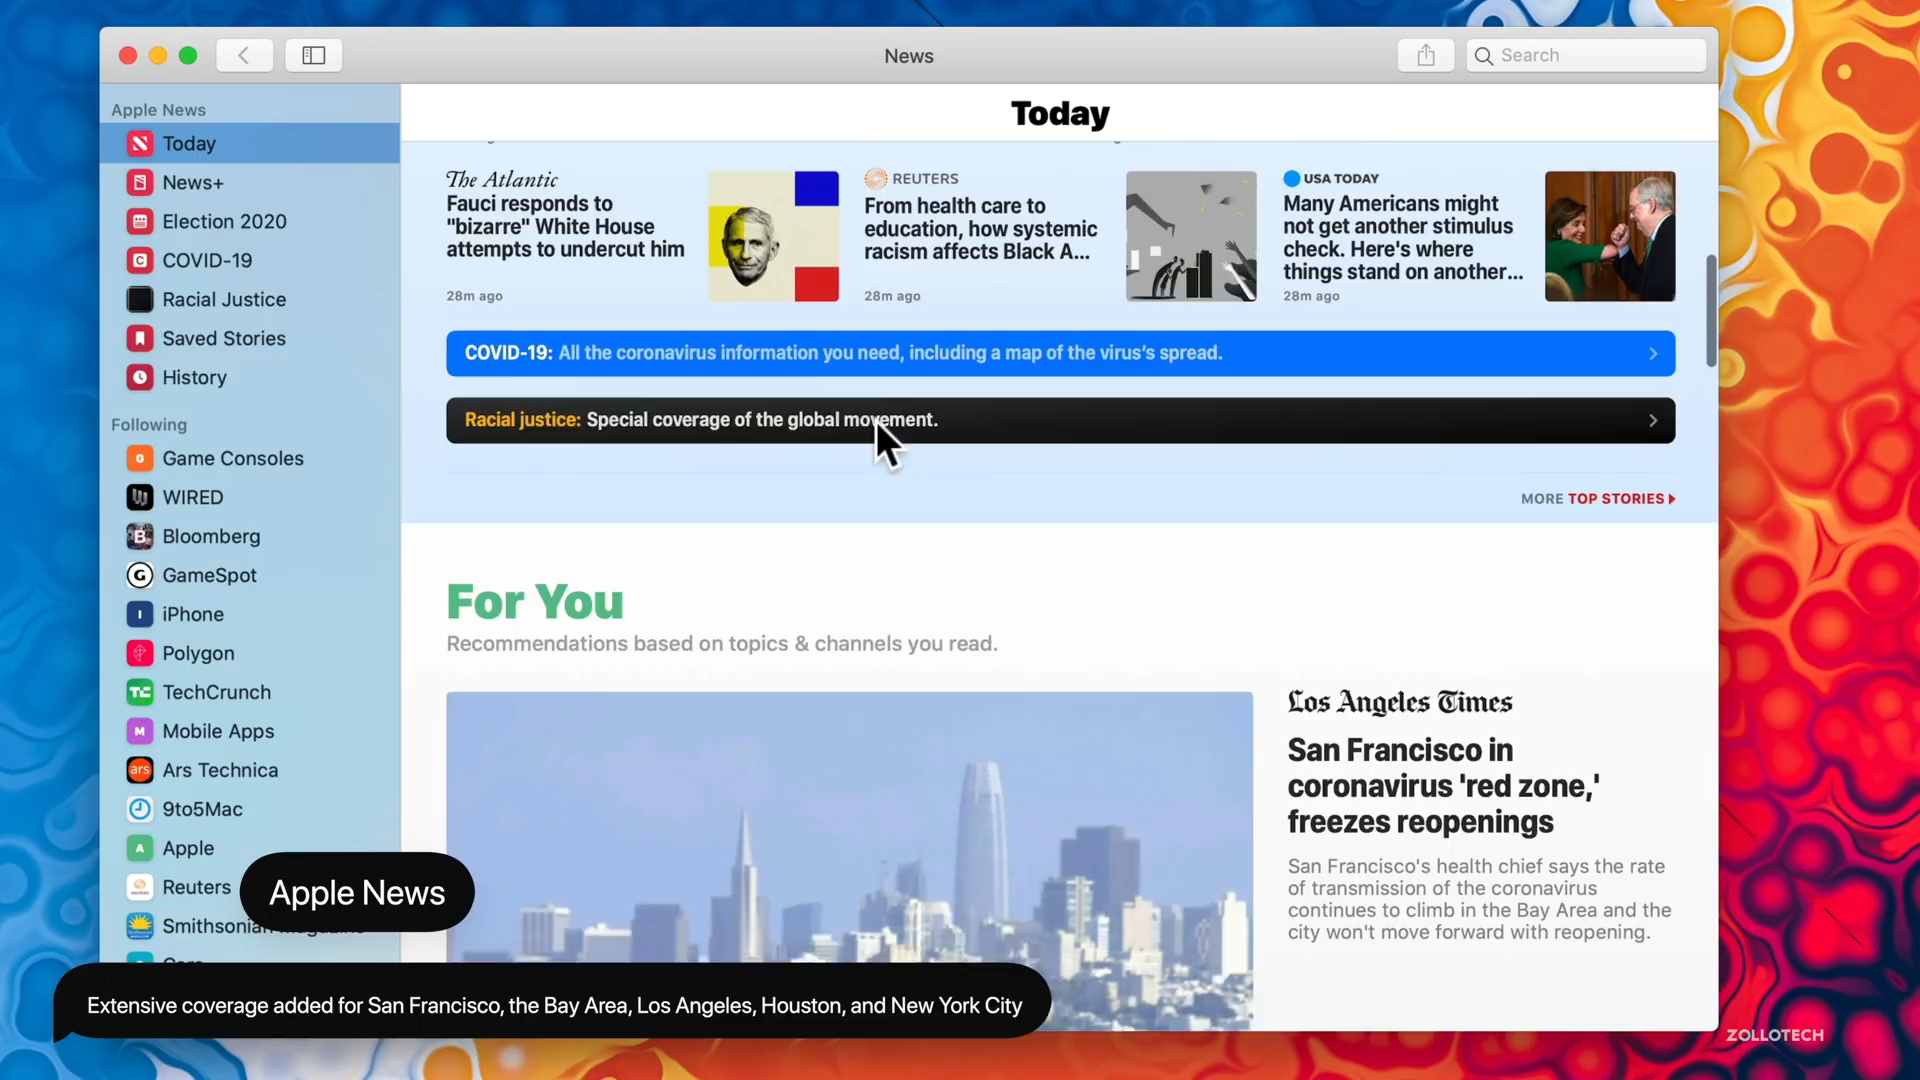 News
Search
Apple News
Today
News+
Election 2020
COVID-19
Racial Justice
Saved Stories
History
Following
Game Consoles
WIRED
Bloomberg
GameSpot
iPhone
Polygon
TechCrunch
Mobile Apps
Ars Technica
9to5Mac
Apple
Reuters
Smithsonian
Today
The Atlantic
Fauci responds to
"bizarre" White House
attempts to undercut him
28m ago
REUTERS
From health care to
education, how systemic
racism affects Black A...
28m ago
USA TODAY
Many Americans might
not get another stimulus
check. Here's where
things stand on another...
28m ago
COVID-19: All the coronavirus information you need, including a map of the virus's spread.
Racial justice: Special coverage of the global movement.
MORE TOP STORIES
For You
Recommendations based on topics & channels you read.
Los Angeles Times
San Francisco in
coronavirus 'red zone,'
freezes reopenings
San Francisco's health chief says the rate
of transmission of the coronavirus
continues to climb in the Bay Area and the
city won't move forward with reopening.
Apple News
Extensive coverage added for San Francisco, the Bay Area, Los Angeles, Houston, and New York City
ZOLLOTECH